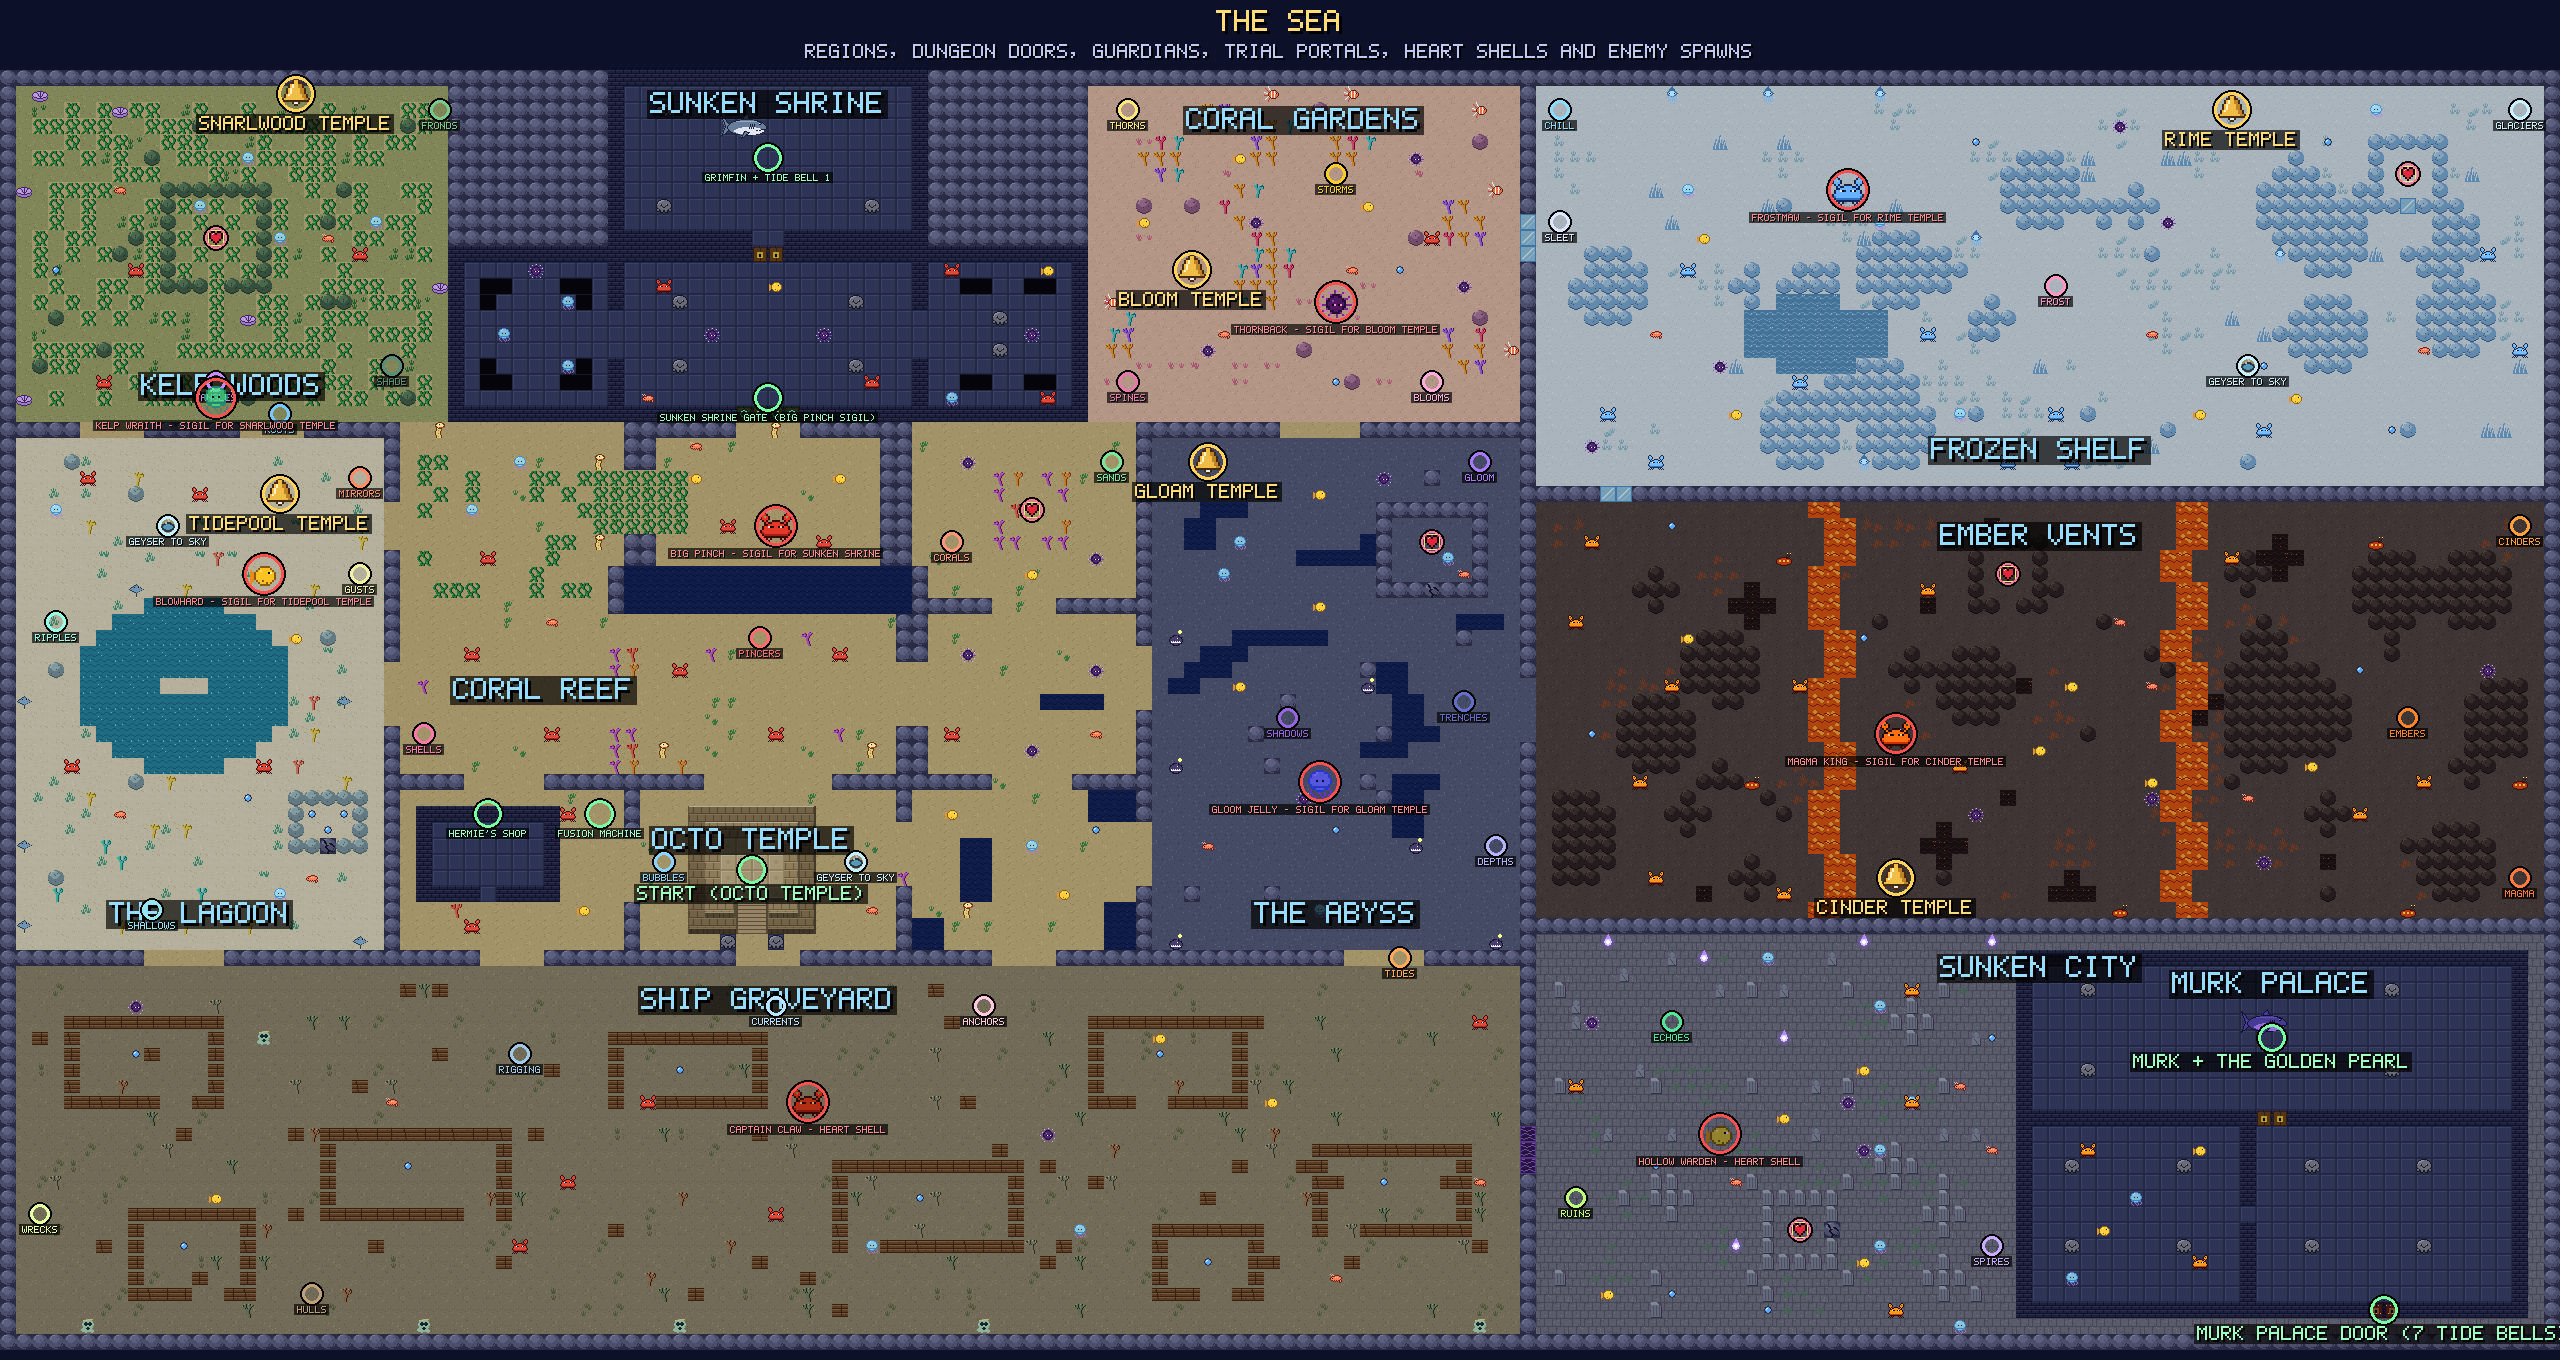 THE SEA
REGIONS, DUNGEON DOORS, GUARDIANS, TRIAL PORTALS, HEART SHELLS AND ENEMY SPAWNS
SNARLWOOD TEMPLE
FRONDS
SHADE
KELP WOODS
KELP WRAITH - SIGIL FOR SNARLWOOD TEMPLE
SUNKEN SHRINE
GRIMFIN + TIDE BELL 1
SUNKEN SHRINE GATE (BIG PINCH SIGIL)
THORNS
CORAL GARDENS
STORMS
BLOOM TEMPLE
THORNBACK - SIGIL FOR BLOOM TEMPLE
SPINES
BLOOMS
CHILL
RIME TEMPLE
GLACIERS
SLEET
FROSTMAW - SIGIL FOR RIME TEMPLE
FROST
GEYSER TO SKY
FROZEN SHELF
MIRRORS
TIDEPOOL TEMPLE
GEYSER TO SKY
GUSTS
BLOWHARD - SIGIL FOR TIDEPOOL TEMPLE
RIPPLES
THE LAGOON
SHALLOWS
BIG PINCH - SIGIL FOR SUNKEN SHRINE
SANDS
CORALS
PINCERS
CORAL REEF
SHELLS
HERMIE'S SHOP
FUSION MACHINE
OCTO TEMPLE
BUBBLES
GEYSER TO SKY
START (OCTO TEMPLE)
GLOAM TEMPLE
GLOOM
TRENCHES
SHADOWS
GLOOM JELLY - SIGIL FOR GLOAM TEMPLE
DEPTHS
THE ABYSS
TIDES
EMBER VENTS
CINDERS
EMBERS
MAGMA KING - SIGIL FOR CINDER TEMPLE
MAGMA
CINDER TEMPLE
SHIP GRAVEYARD
CURRENTS
ANCHORS
RIGGING
CAPTAIN CLAW - HEART SHELL
WRECKS
HULLS
SUNKEN CITY
MURK PALACE
ECHOES
MURK + THE GOLDEN PEARL
HOLLOW WARDEN - HEART SHELL
RUINS
SPIRES
MURK PALACE DOOR (7 TIDE BELLS